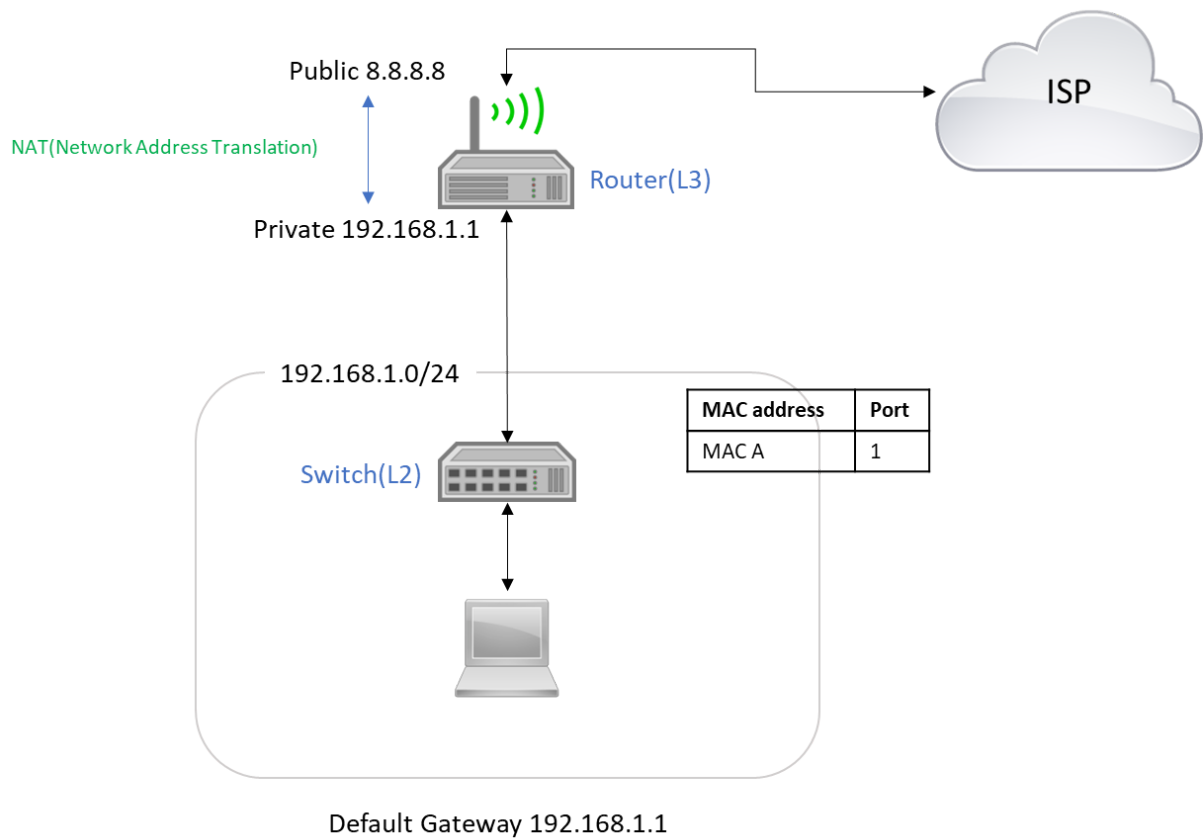 Public 8.8.8.8
ISP
NAT(Network Address Translation)
Router(L3)
Private 192.168.1.1
192.168.1.0/24
MAC address Port
MAC A 1
Switch(L2)
Default Gateway 192.168.1.1